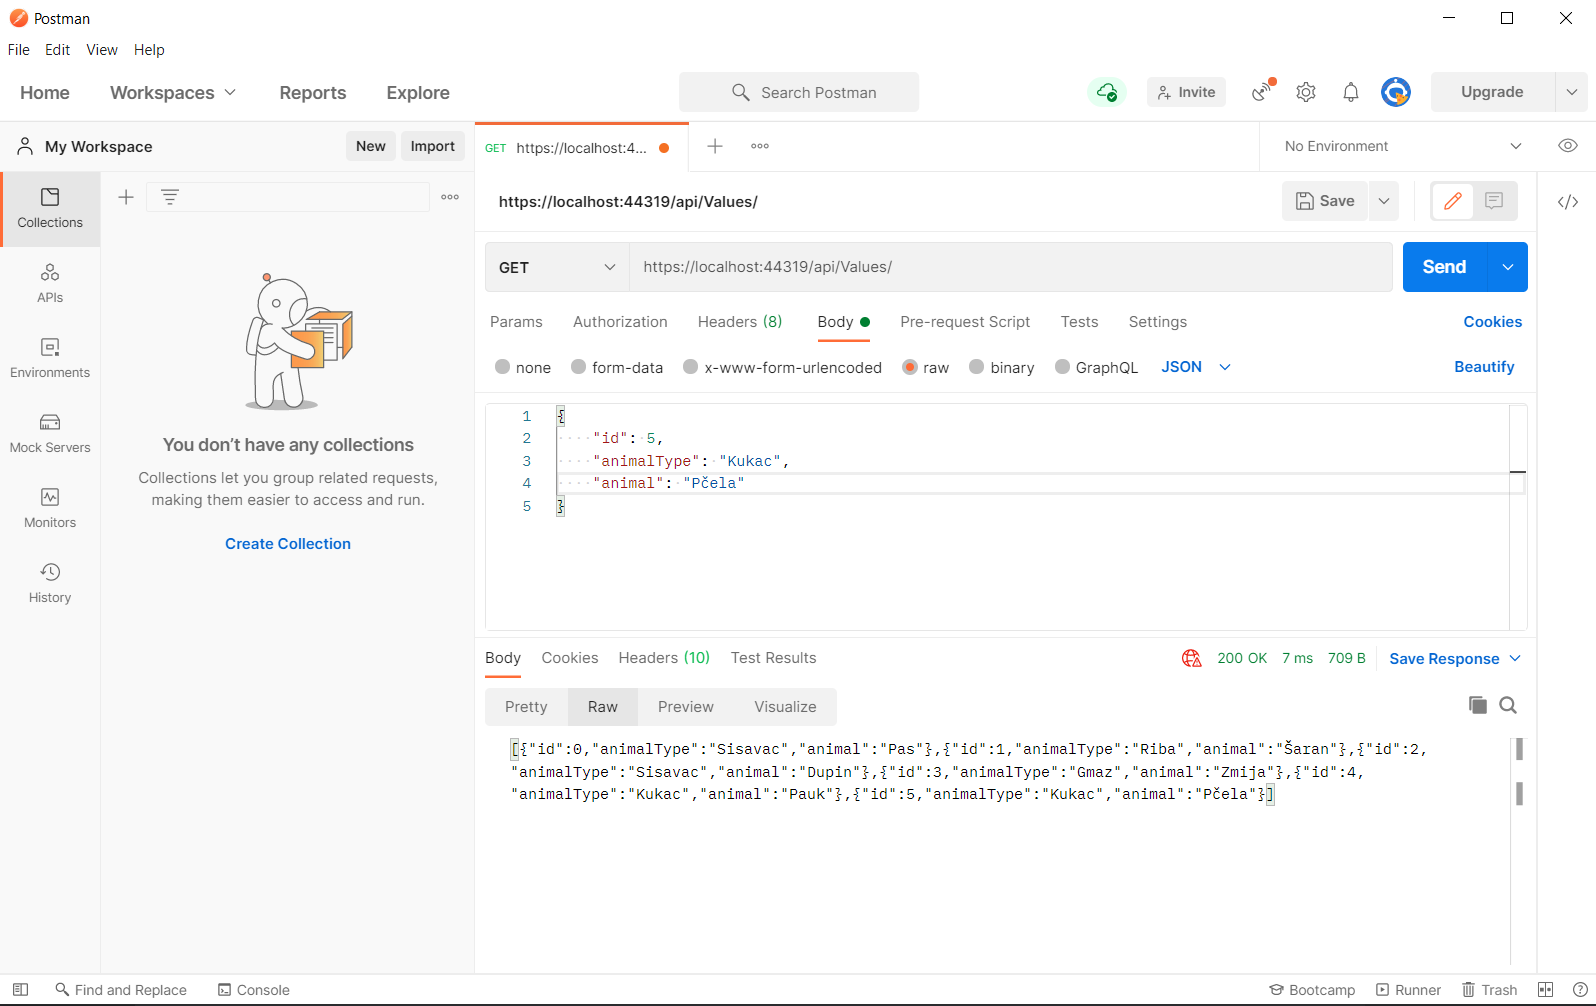 Postman
File Edit View Help
Home Workspaces Reports Explore Search Postman Invite Upgrade
My Workspace New Import GET https://localhost:4... No Environment
Collections
APIs
Environments
Mock Servers
Monitors
History
You don’t have any collections
Collections let you group related requests,
making them easier to access and run.
Create Collection
https://localhost:44319/api/Values/ Save </>
GET https://localhost:44319/api/Values/ Send
Params Authorization Headers (8) Body Pre-request Script Tests Settings Cookies
none form-data x-www-form-urlencoded raw binary GraphQL JSON Beautify
1 {
2 "id": 5,
3 "animalType": "Kukac",
4 "animal": "Pčela"
5 }
Body Cookies Headers (10) Test Results 200 OK 7 ms 709 B Save Response
Pretty Raw Preview Visualize
[{"id":0,"animalType":"Sisavac","animal":"Pas"},{"id":1,"animalType":"Riba","animal":"Šaran"},{"id":2,
"animalType":"Sisavac","animal":"Dupin"},{"id":3,"animalType":"Gmaz","animal":"Zmija"},{"id":4,
"animalType":"Kukac","animal":"Pauk"},{"id":5,"animalType":"Kukac","animal":"Pčela"}]
Find and Replace Console Bootcamp Runner Trash